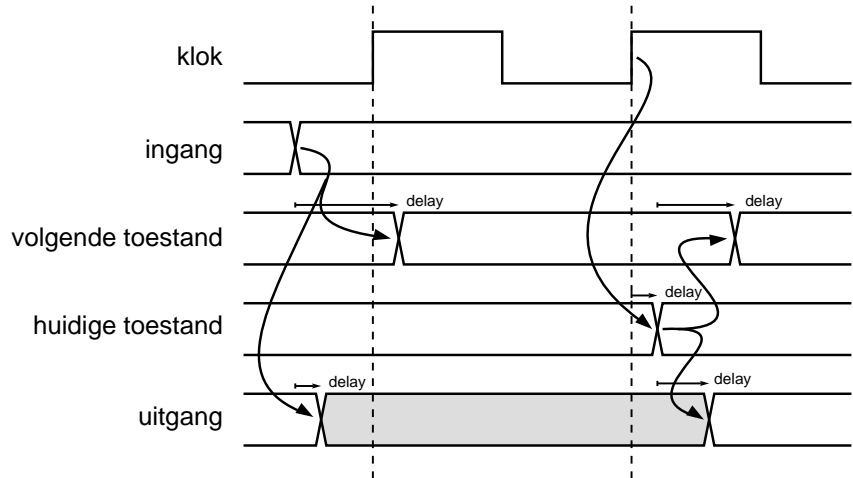 klok
ingang
delay
delay
volgende toestand
delay
huidige toestand
delay
delay
uitgang